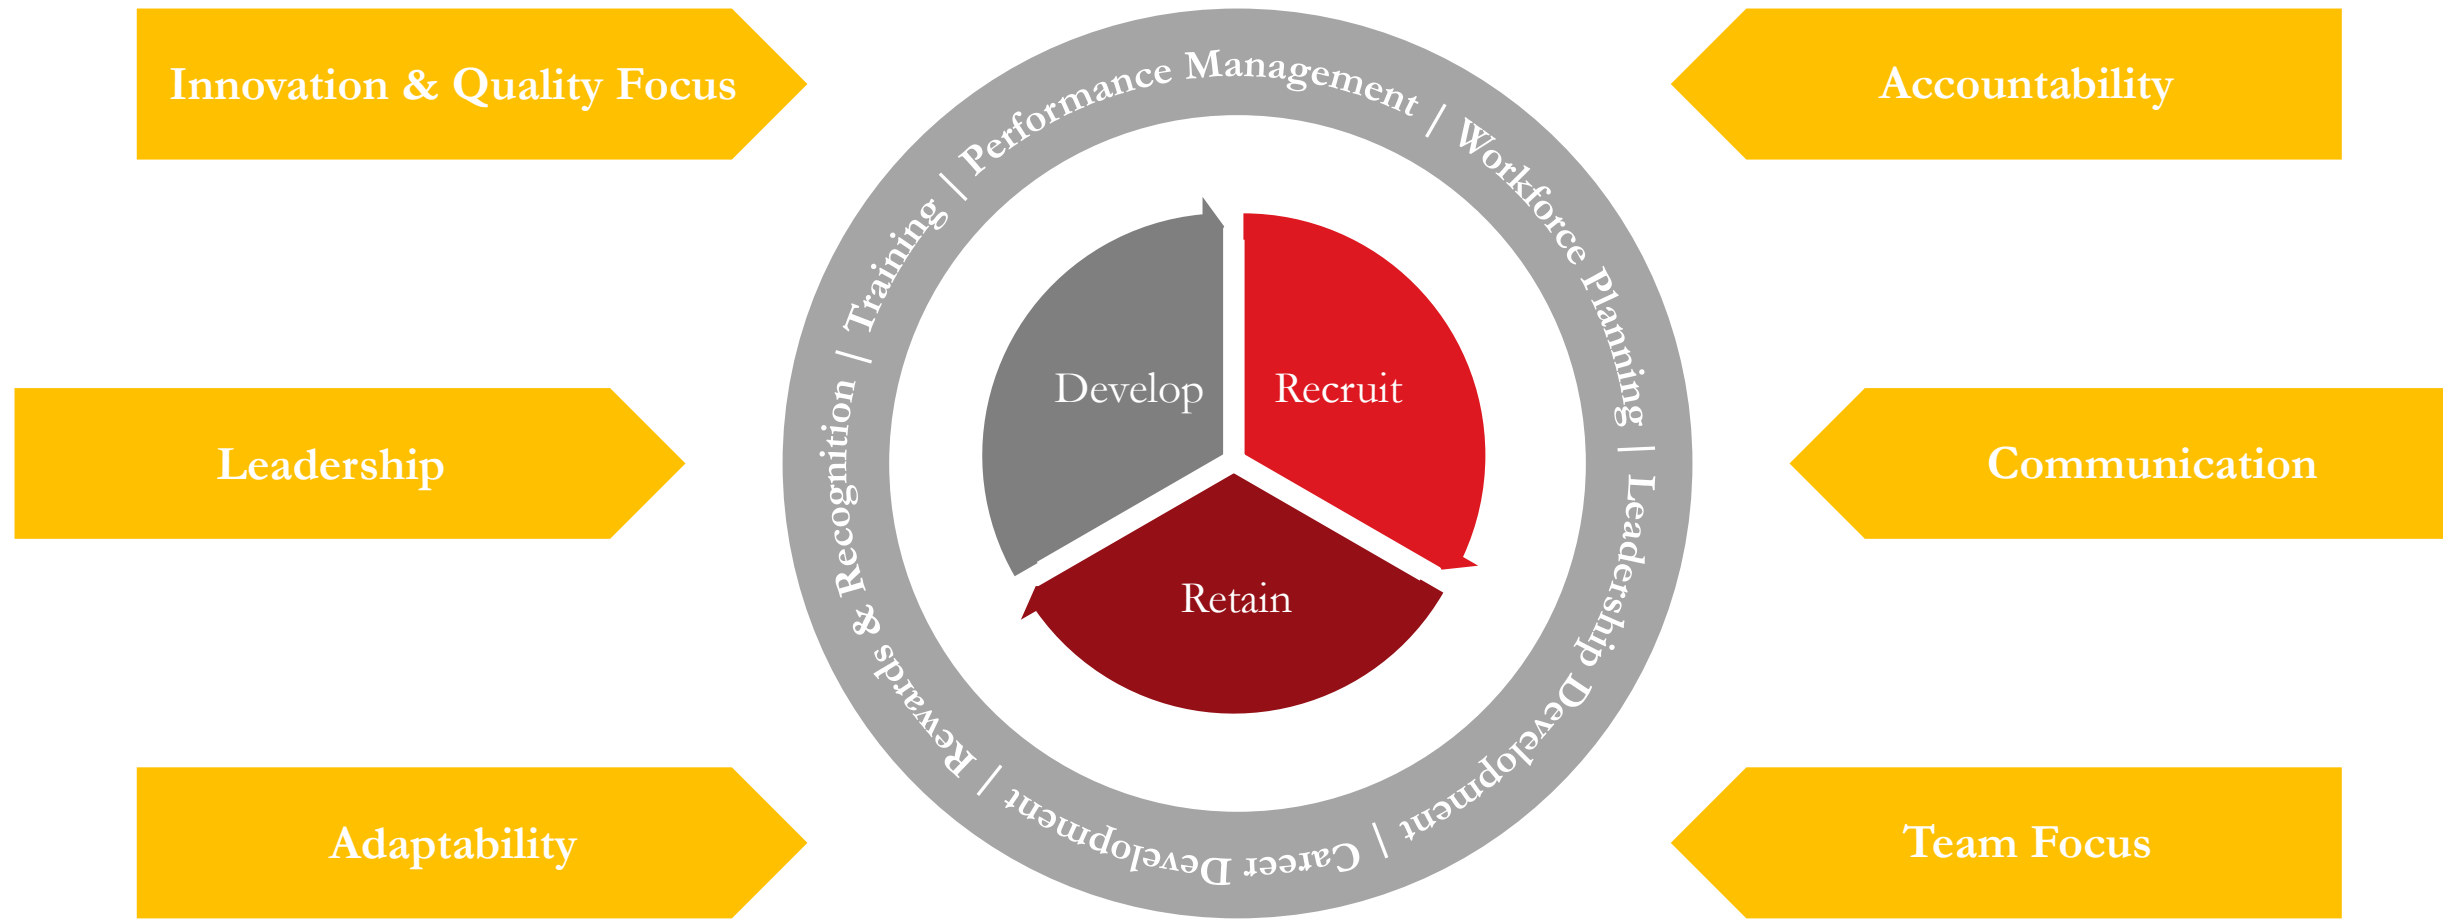 Innovation & Quality Focus
Accountability
Leadership
Communication
Adaptability
Team Focus
Performance Management | Workforce Planning | Leadership Development | Career Development | Rewards & Recognition | Training |
Develop
Recruit
Retain